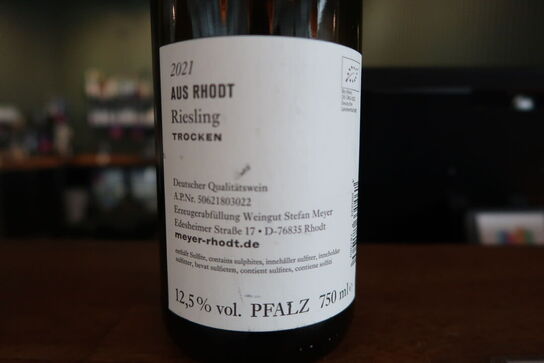 2021
AUS RHODT
Riesling
TROCKEN
Deutscher Qualitätswein
A.P.Nr. 50621803022
Erzeugerabfüllung Weingut Stefan Meyer
Edesheimer Straße 17 • D-76835 Rhodt
meyer-rhodt.de
enthält Sulfite, contains sulphites, innehåller sulfiter, inneholder
sulfitter, bevat sulfieten, contient sulfites, contiene solfiti
12,5% vol. PFALZ 750 ml